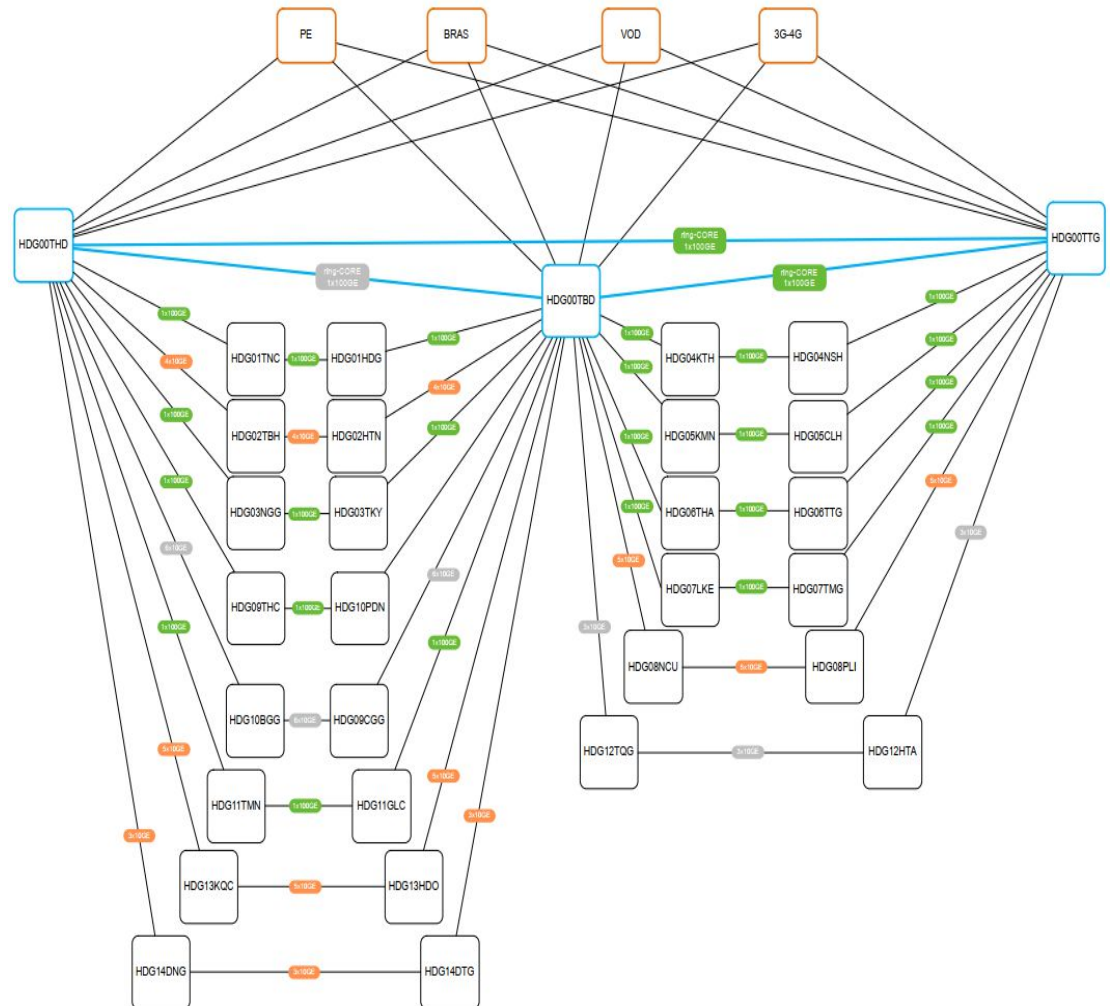 PE
BRAS
VOD
3G-4G
HDG00THD
HDG00TTG
ring-CORE
1x100GE
ring-CORE
1x100GE
ring-CORE
1x100GE
HDG00TBD
1x100GE
HDG01TNC
1x100GE
HDG01HDG
1x100GE
1x100GE
HDG04KTH
1x100GE
HDG04NSH
1x100GE
4x10GE
HDG02TBH
4x10GE
HDG02HTN
4x10GE
1x100GE
HDG05KMN
1x100GE
HDG05CLH
1x100GE
1x100GE
HDG03NGG
1x100GE
HDG03TKY
1x100GE
1x100GE
HDG06THA
1x100GE
HDG06TTG
1x100GE
1x100GE
HDG09THC
1x100GE
HDG10PDN
1x100GE
HDG07LKE
1x100GE
HDG07TMG
1x100GE
HDG10BGG
HDG09CGG
5x10GE
HDG08NCU
5x10GE
HDG08PLI
5x10GE
1x100GE
HDG11TMN
1x100GE
HDG11GLC
1x100GE
3x10GE
HDG12TQG
3x10GE
HDG12HTA
3x10GE
5x10GE
HDG13KQC
5x10GE
HDG13HDO
5x10GE
3x10GE
HDG14DNG
3x10GE
HDG14DTG
3x10GE